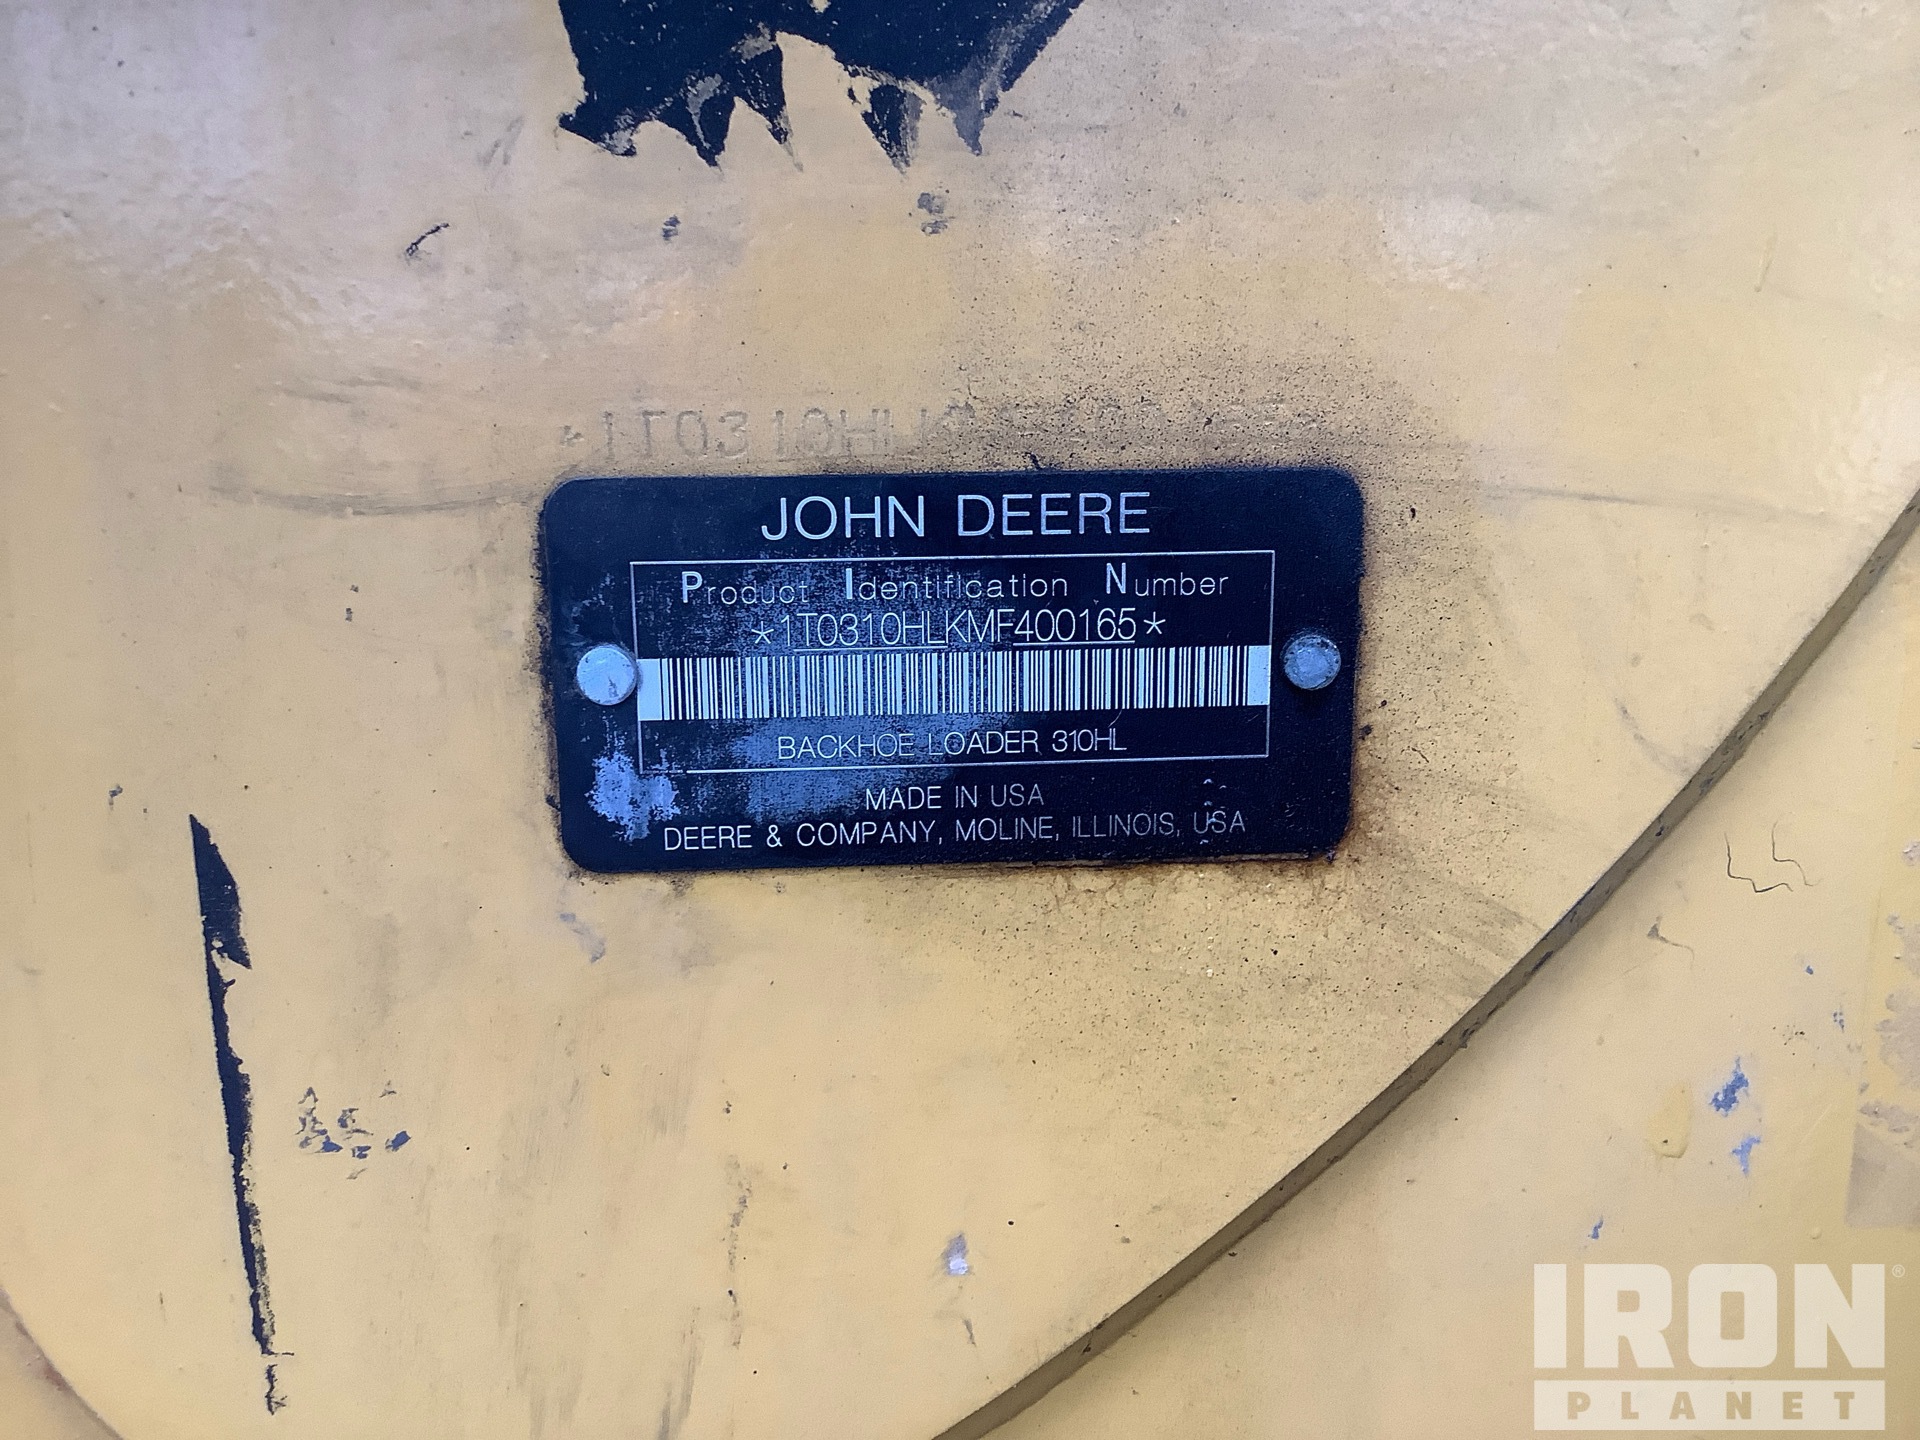 *1T0310HL
JOHN DEERE
Product Identification Number
*1T0310HLKMF400165*
BACKHOE LOADER 310HL
MADE IN USA
DEERE & COMPANY, MOLINE, ILLINOIS, USA
IRON
PLANET
®